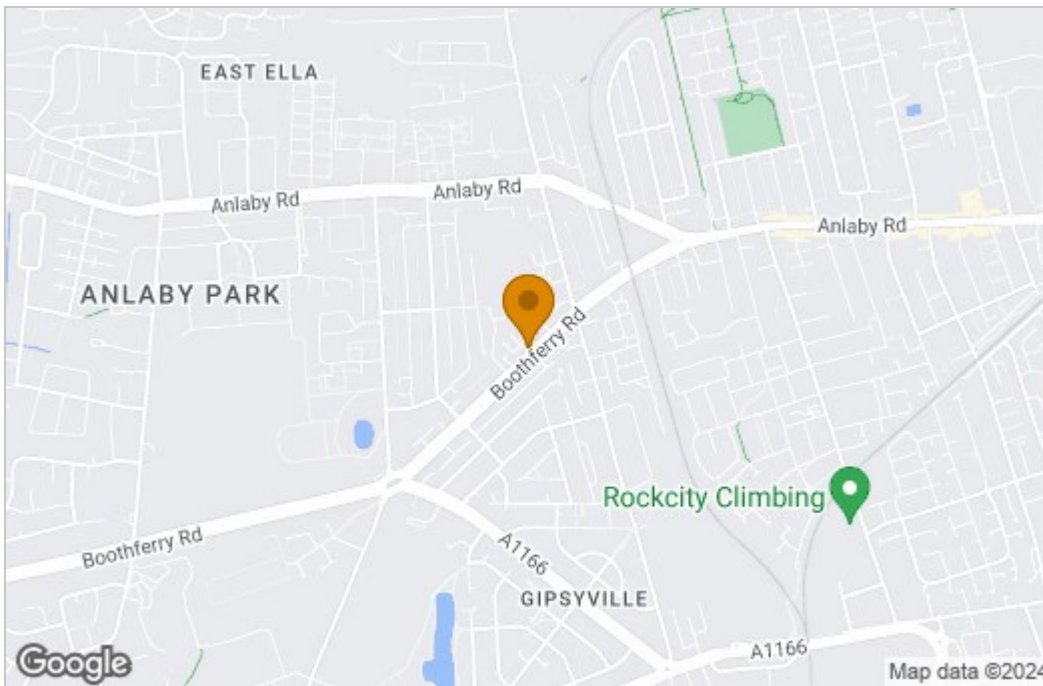 EAST ELLA
Anlaby Rd
Anlaby Rd
Anlaby Rd
ANLABY PARK
Boothferry Rd
Rockcity Climbing
Boothferry Rd
A1166
GIPSYVILLE
A1166
Google
Map data ©2024